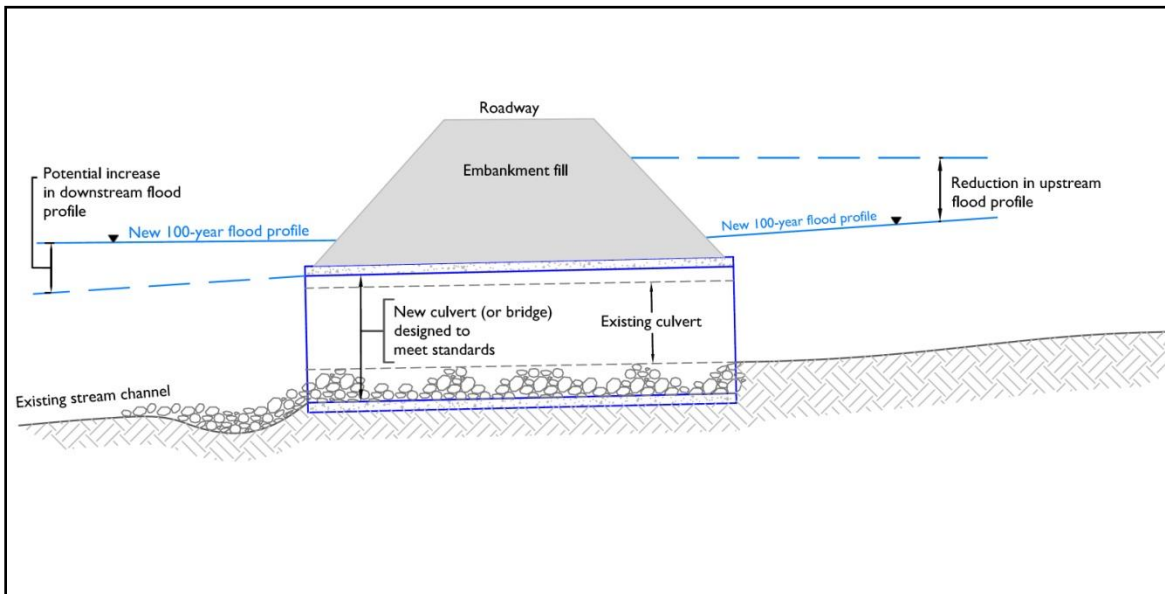 Roadway
Embankment fill
Potential increase
in downstream flood
profile
New 100-year flood profile
Reduction in upstream
flood profile
New 100-year flood profile
New culvert (or bridge)
designed to
meet standards
Existing culvert
Existing stream channel